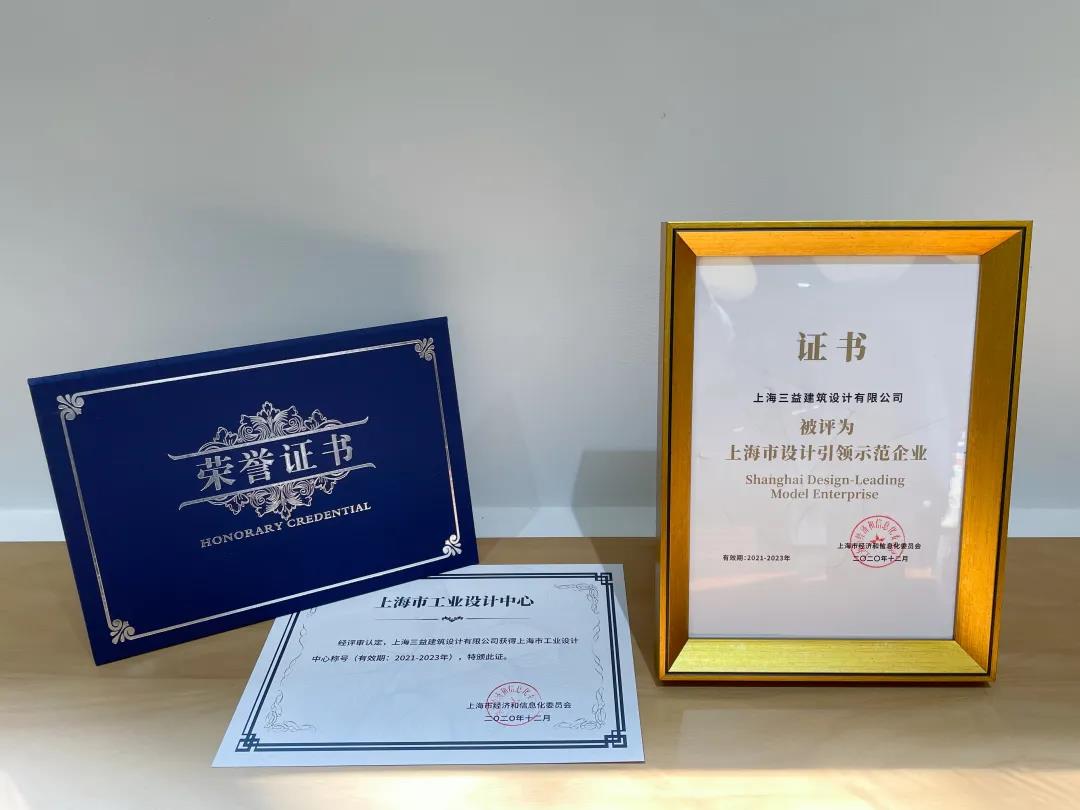 荣誉证书
HONORARY CREDENTIAL
上海市工业设计中心
经评审认定，上海三益建筑设计有限公司获得上海市工业设计
中心称号（有效期：2021-2023年），特颁此证。
上海市经济和信息化委员会
二〇二〇年十二月
证书
上海三益建筑设计有限公司
被评为
上海市设计引领示范企业
Shanghai Design-Leading
Model Enterprise
上海市经济和信息化委员会
有效期：2021-2023年
二〇二〇年十二月